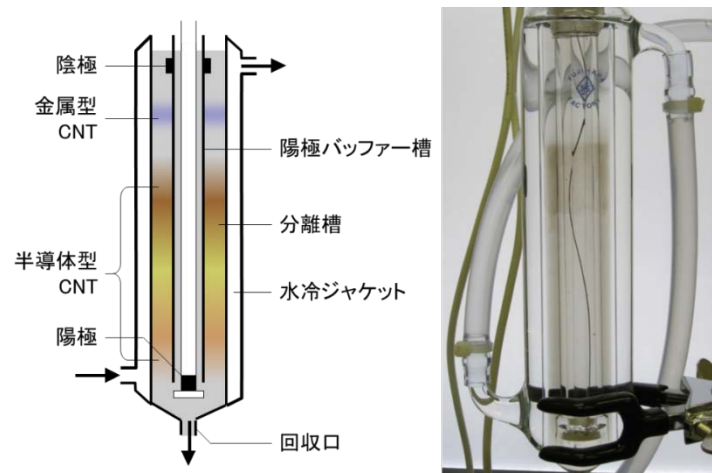 陰極
金属型
CNT
陽極バッファー槽
分離槽
半導体型
CNT
水冷ジャケット
陽極
回収口
FACTORY